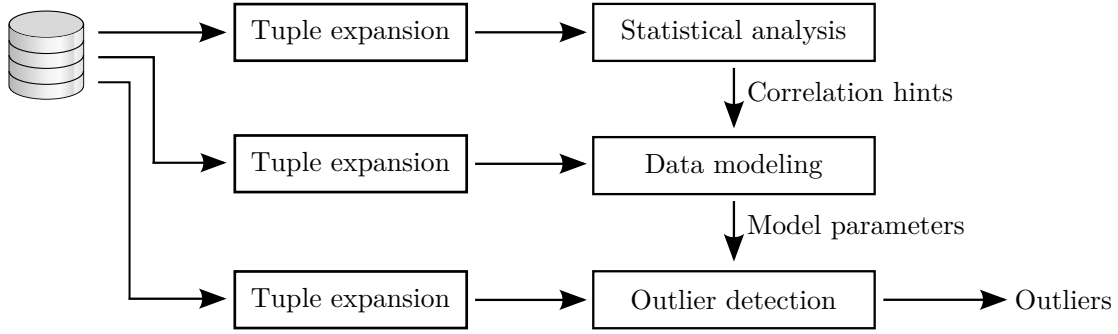 Tuple expansion
Statistical analysis
Correlation hints
Tuple expansion
Data modeling
Model parameters
Tuple expansion
Outlier detection
Outliers